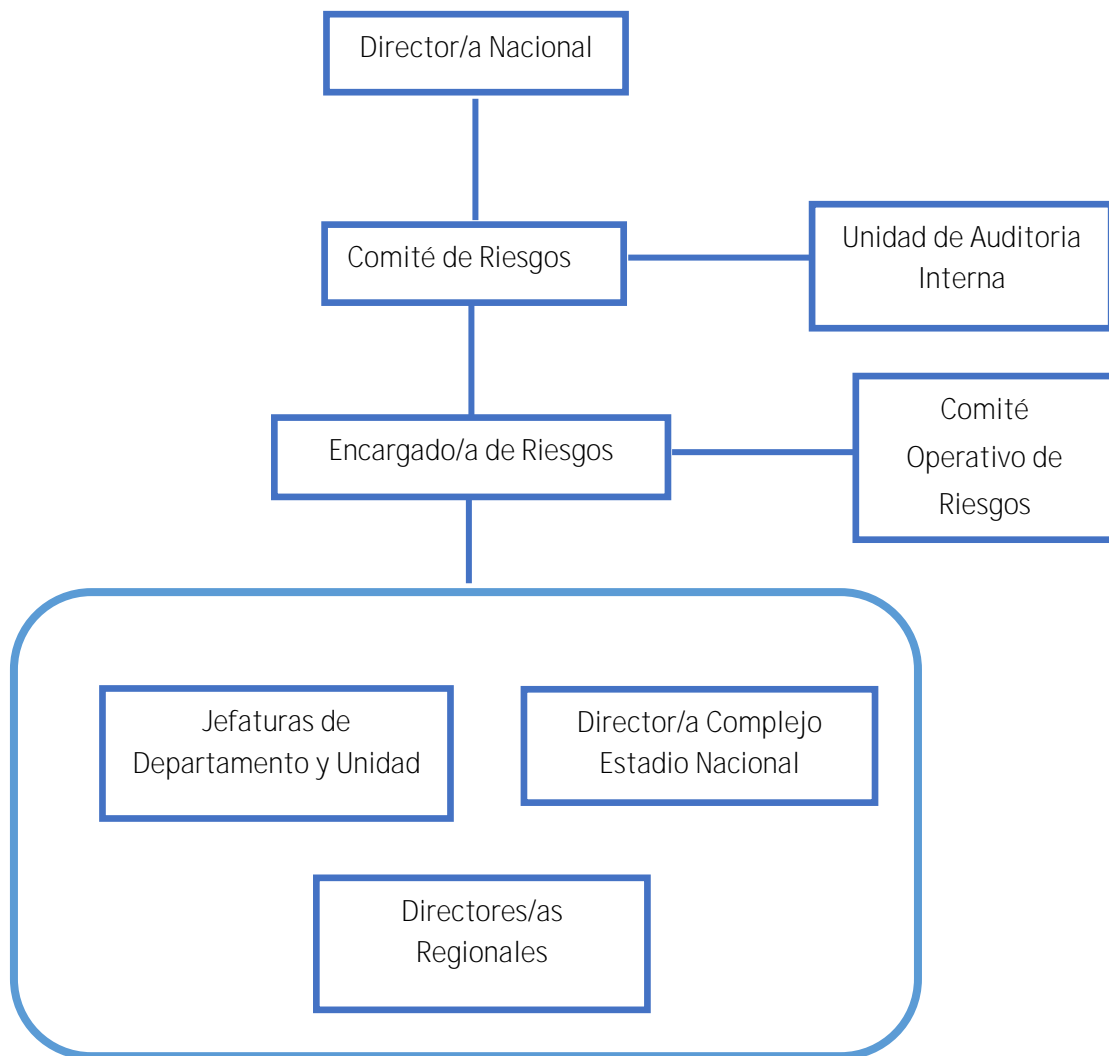 Director/a Nacional
Comité de Riesgos
Unidad de Auditoria
Interna
Encargado/a de Riesgos
Comité
Operativo de
Riesgos
Jefaturas de
Departamento y Unidad
Director/a Complejo
Estadio Nacional
Directores/as
Regionales